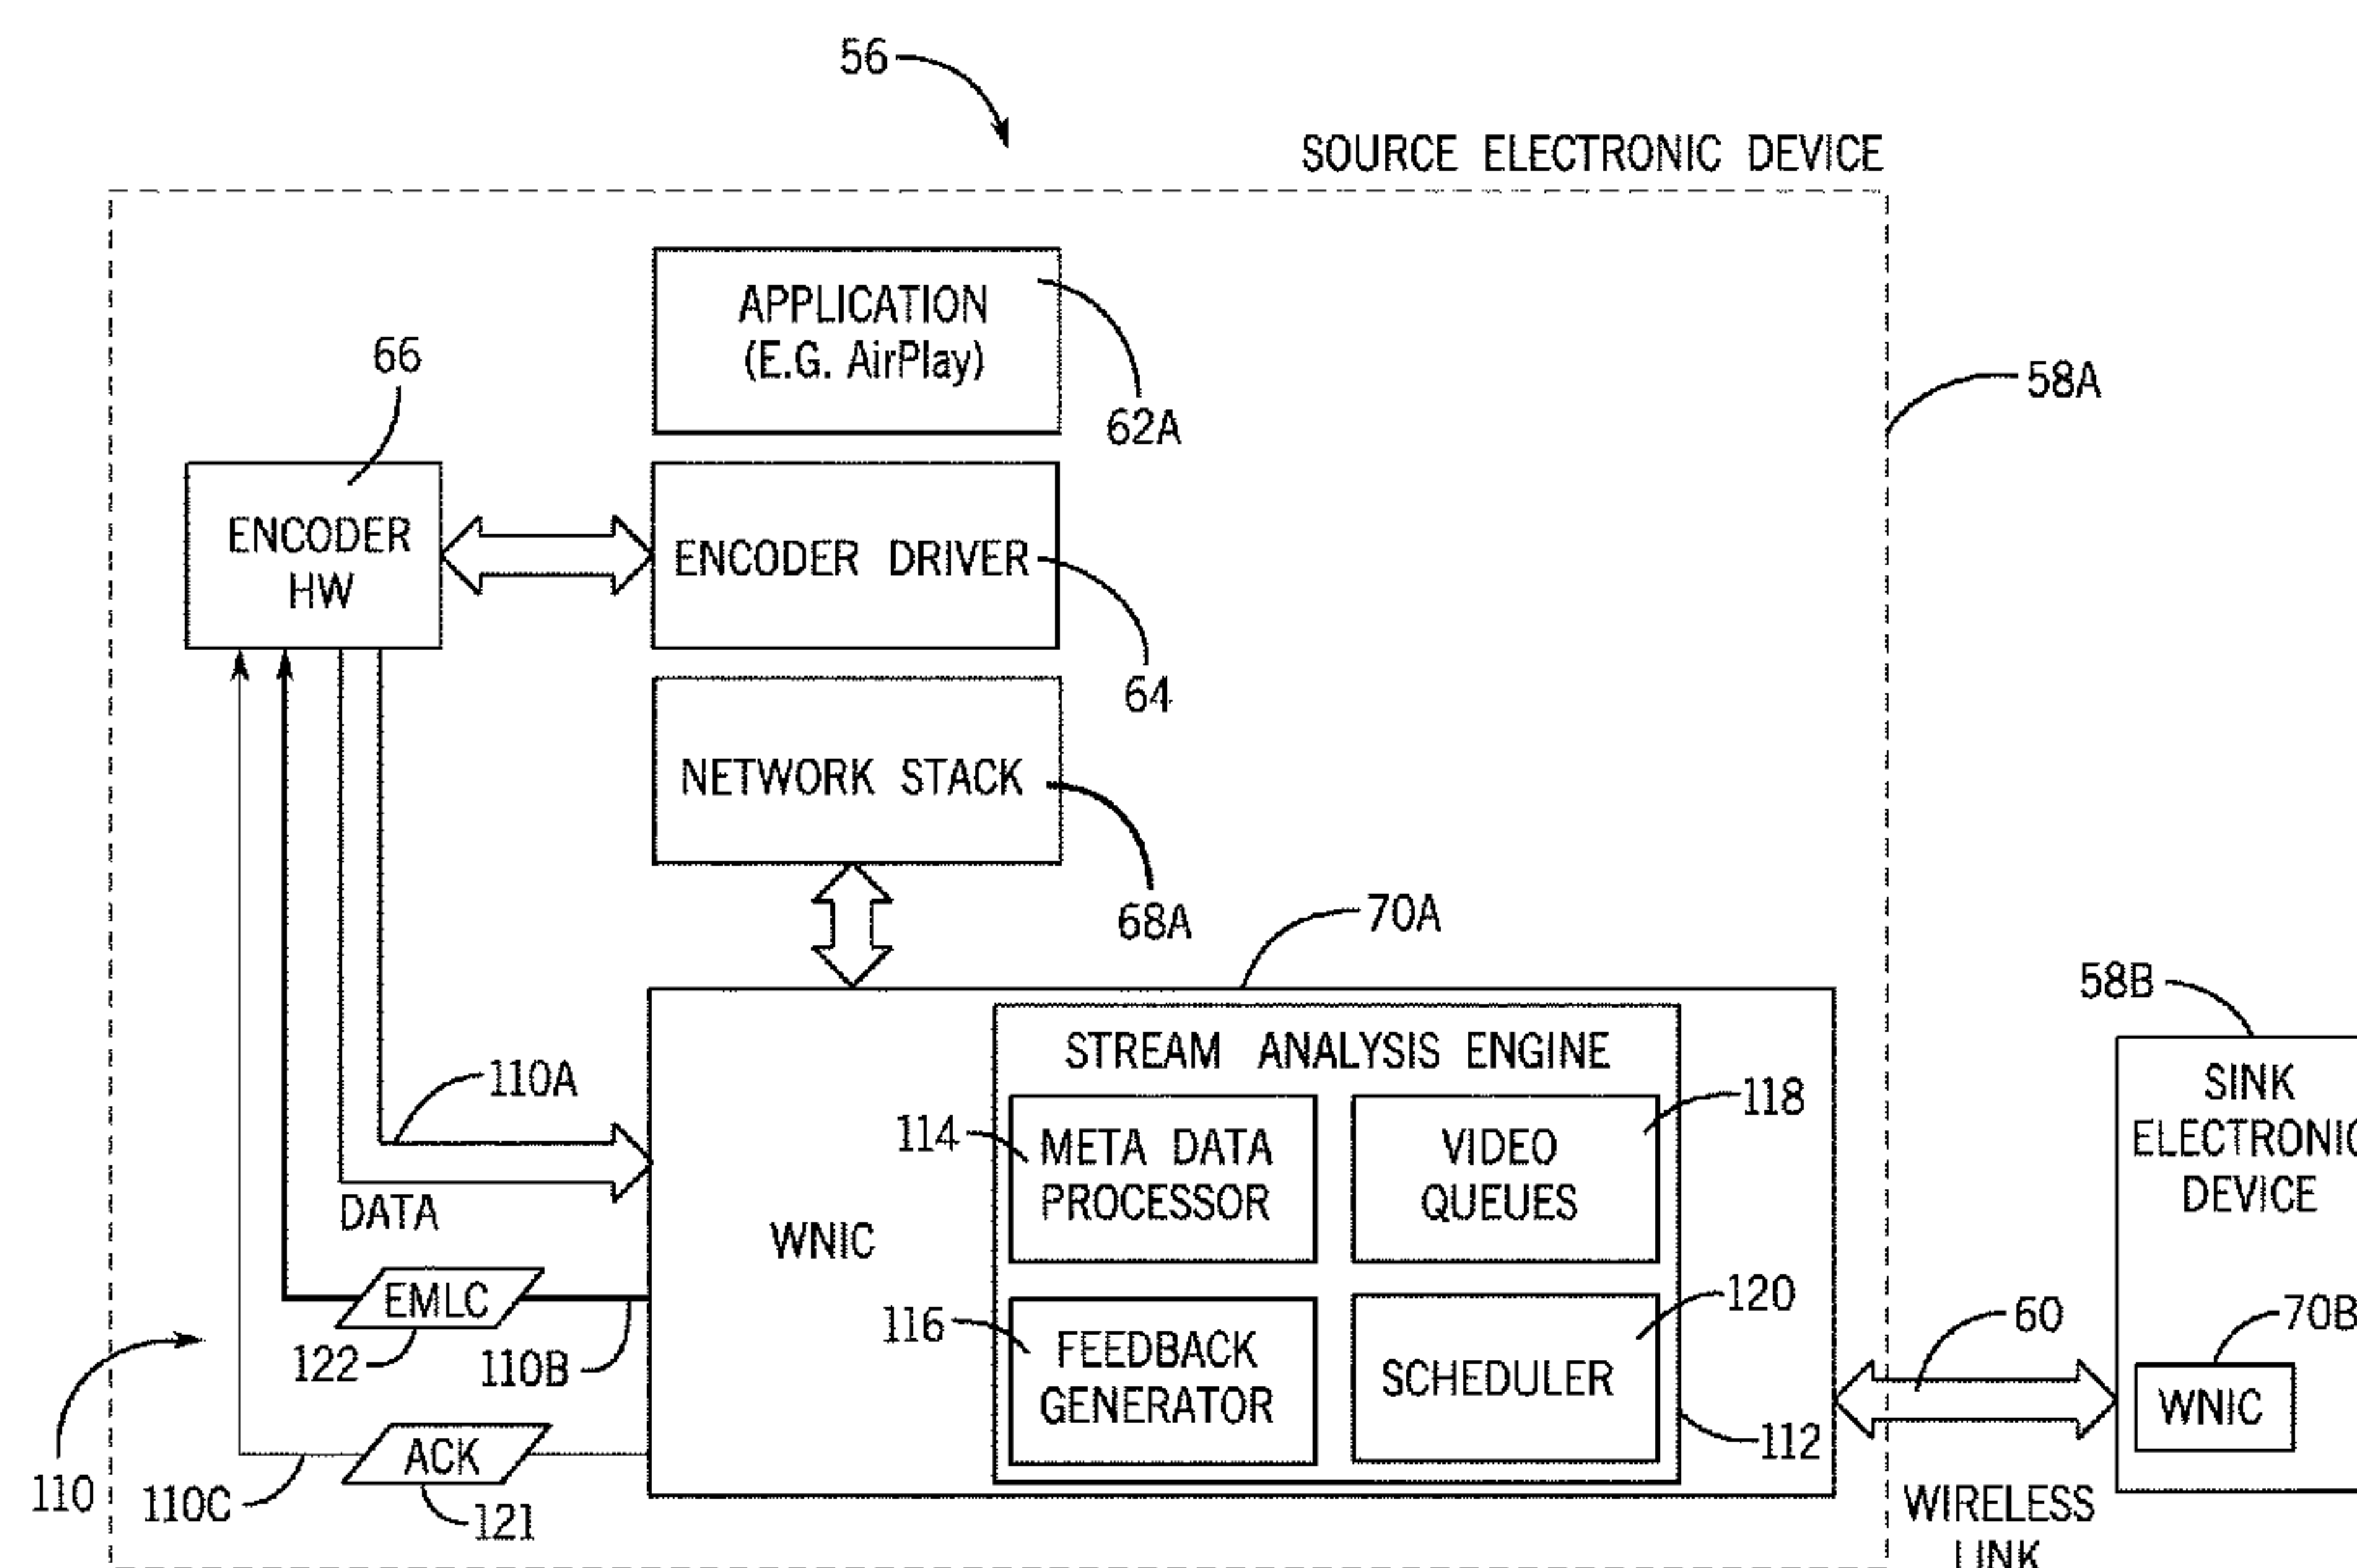 56
SOURCE ELECTRONIC DEVICE
APPLICATION
(E.G. AirPlay)
62A
58A
66
ENCODER
HW
ENCODER DRIVER
64
NETWORK STACK
68A
70A
58B
SINK
ELECTRONIC
DEVICE
70B
WNIC
STREAM ANALYSIS ENGINE
110A
114
META DATA
PROCESSOR
118
VIDEO
QUEUES
DATA
WNIC
EMLC
122
110B
116
FEEDBACK
GENERATOR
120
SCHEDULER
60
112
ACK
110
110C
121
WIRELESS
LINK